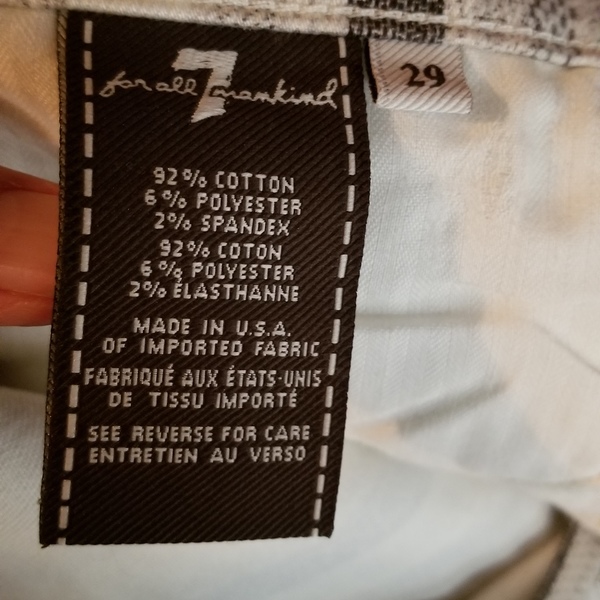 for all 7 mankind
29
92% COTTON
6% POLYESTER
2% SPANDEX
92% COTON
6% POLYESTER
2% ÉLASTHANNE
MADE IN U.S.A.
OF IMPORTED FABRIC
FABRIQUÉ AUX ÉTATS-UNIS
DE TISSU IMPORTÉ
SEE REVERSE FOR CARE
ENTRETIEN AU VERSO